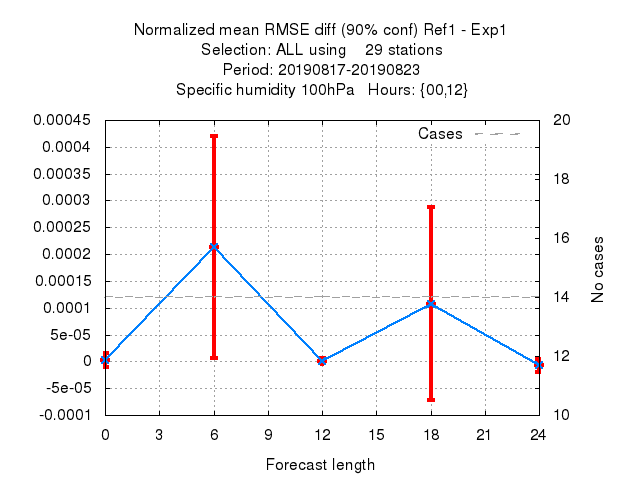 Normalized mean RMSE diff (90% conf) Ref1 - Exp1
Selection: ALL using    29 stations
Period: 20190817-20190823
Specific humidity 100hPa   Hours: {00,12}
Cases
0.00045
0.0004
0.00035
0.0003
0.00025
0.0002
0.00015
0.0001
5e-05
0
-5e-05
-0.0001
20
18
16
14
12
10
No cases
0 3 6 9 12 15 18 21 24
Forecast length